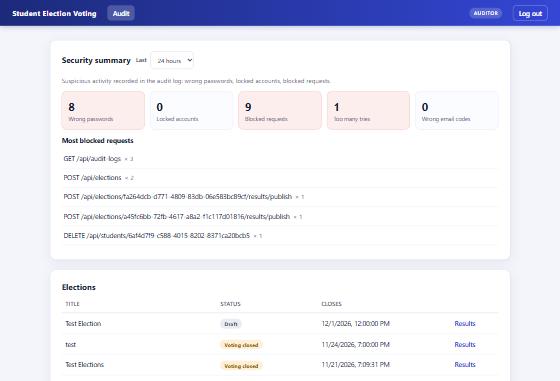 Student Election Voting Audit AUDITOR Log out
Security summary Last 24 hours
Suspicious activity recorded in the audit log: wrong passwords, locked accounts, blocked requests.
8 0 9 1 0
Wrong passwords Locked accounts Blocked requests Too many tries Wrong email codes
Most blocked requests
GET /api/audit-logs × 3
POST /api/elections × 2
POST /api/elections/fa264dcb-d771-4809-83db-06e583bc89cf/results/publish × 1
POST /api/elections/a45fc6bb-72fb-4617-a8a2-f1c117d01816/results/publish × 1
DELETE /api/students/6af4d7f9-c588-4015-8202-8371ca20bcb5 × 1
Elections
TITLE STATUS CLOSES
Test Election Draft 12/1/2026, 12:00:00 PM Results
test Voting closed 11/24/2026, 7:00:00 PM Results
Test Elections Voting closed 11/21/2026, 7:09:31 PM Results